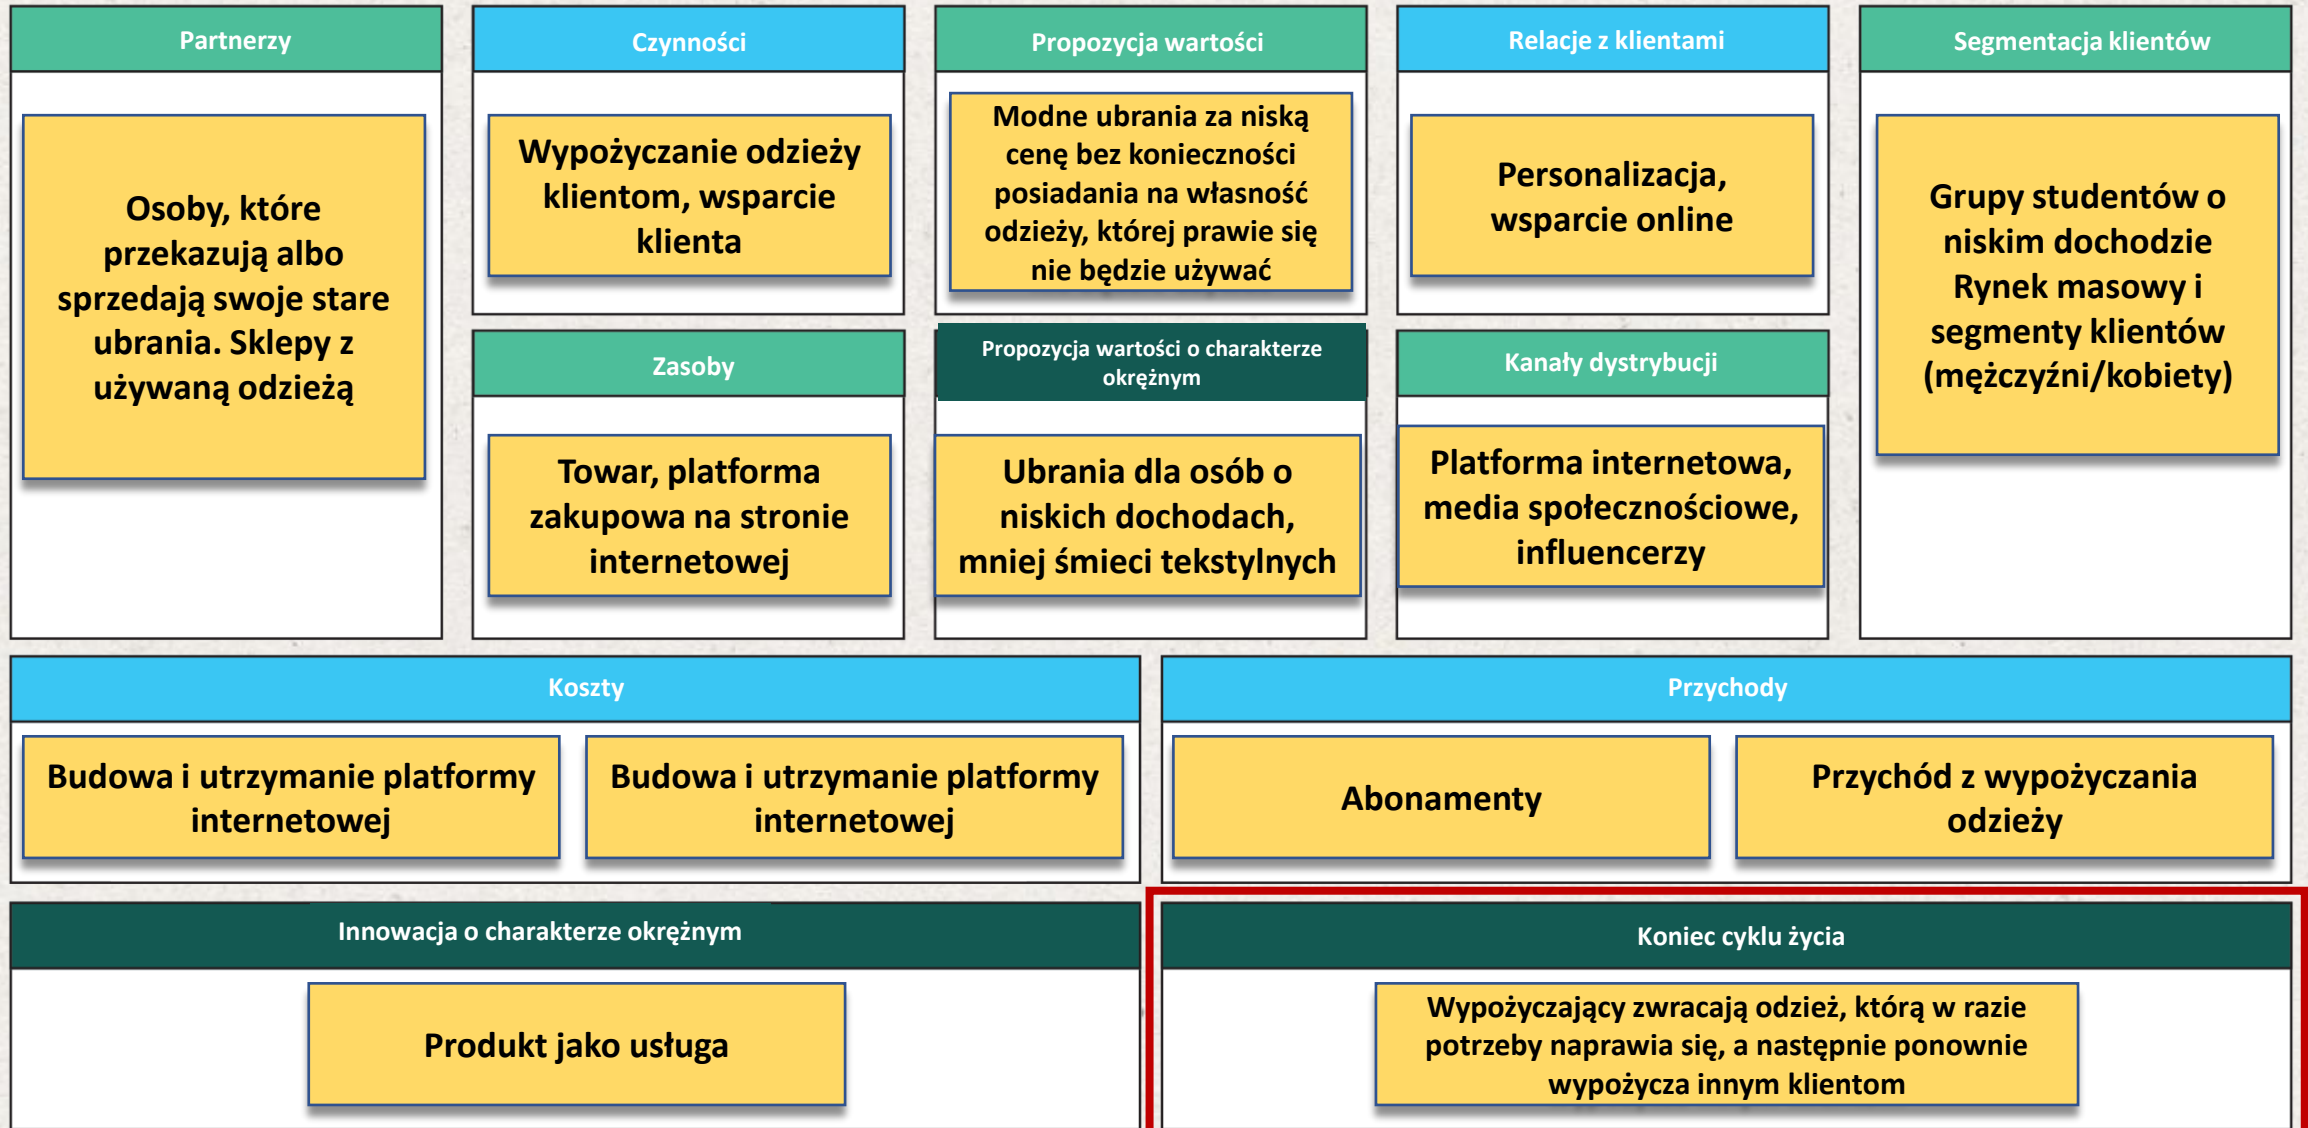 Partnerzy
Osoby, które
przekazują albo
sprzedają swoje stare
ubrania. Sklepy z
używaną odzieżą
Czynności
Wypożyczanie odzieży
klientom, wsparcie
klienta
Zasoby
Towar, platforma
zakupowa na stronie
internetowej
Propozycja wartości
Modne ubrania za niską
cenę bez konieczności
posiadania na własność
odzieży, której prawie się
nie będzie używać
Propozycja wartości o charakterze
okrężnym
Ubrania dla osób o
niskich dochodach,
mniej śmieci tekstylnych
Relacje z klientami
Personalizacja,
wsparcie online
Kanały dystrybucji
Platforma internetowa,
media społecznościowe,
influencerzy
Segmentacja klientów
Grupy studentów o
niskim dochodzie
Rynek masowy i
segmenty klientów
(mężczyźni/kobiety)
Koszty
Budowa i utrzymanie platformy
internetowej
Budowa i utrzymanie platformy
internetowej
Przychody
Abonamenty
Przychód z wypożyczania
odzieży
Innowacja o charakterze okrężnym
Produkt jako usługa
Koniec cyklu życia
Wypożyczający zwracają odzież, którą w razie
potrzeby naprawia się, a następnie ponownie
wypożycza innym klientom